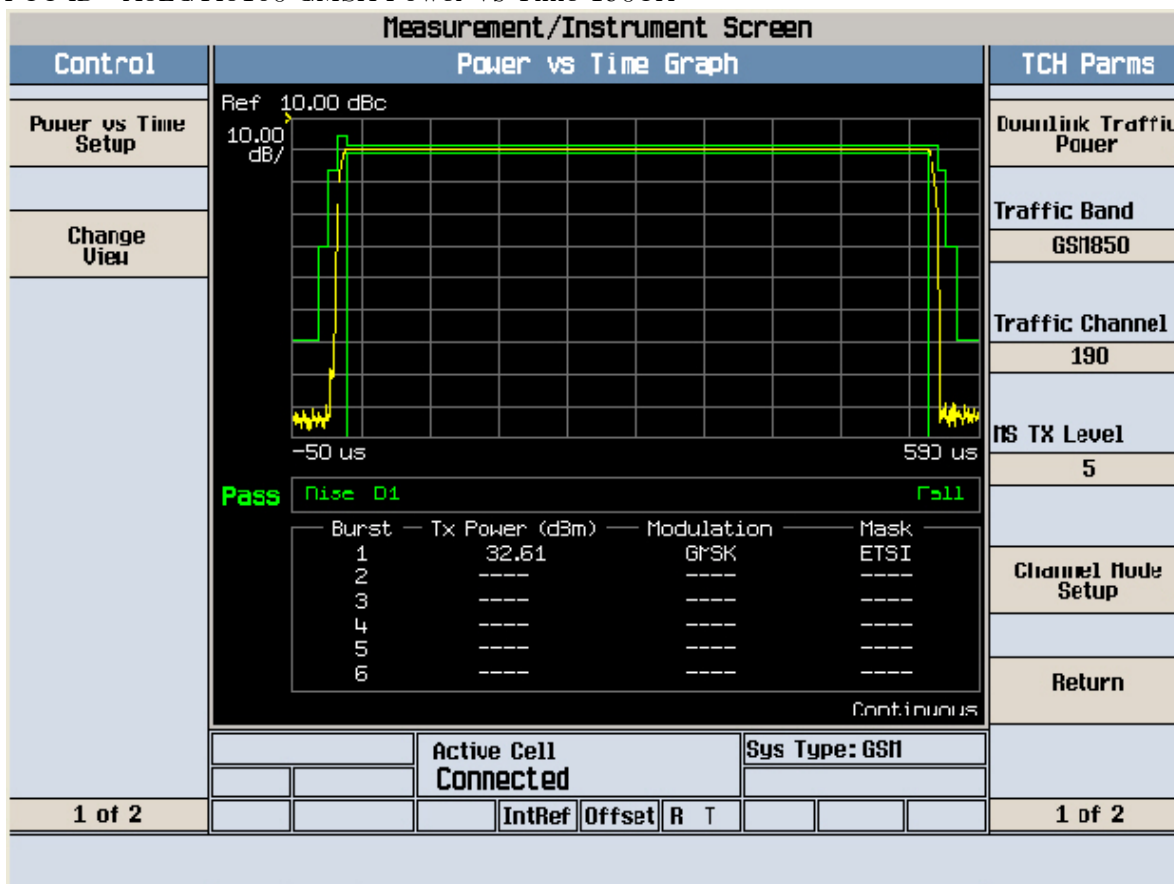 Measurement/Instrument Screen
Control
Power vs Time Graph
TCH Parms
Power vs Time
Setup
Change
View
1 of 2
Ref 10.00 dBc
10.00
dB/
-50 us
590 us
Pass
Rise 01
Fall
Burst Tx Power (dBm) Modulation Mask
1 32.61 GMSK ETSI
2 ---- ---- ----
3 ---- ---- ----
4 ---- ---- ----
5 ---- ---- ----
6 ---- ---- ----
Continuous
Active Cell
Connected
Sys Type: GSM
IntRef Offset R T
Downlink Traffic
Power
Traffic Band
GSM850
Traffic Channel
190
MS TX Level
5
Channel Mode
Setup
Return
1 of 2